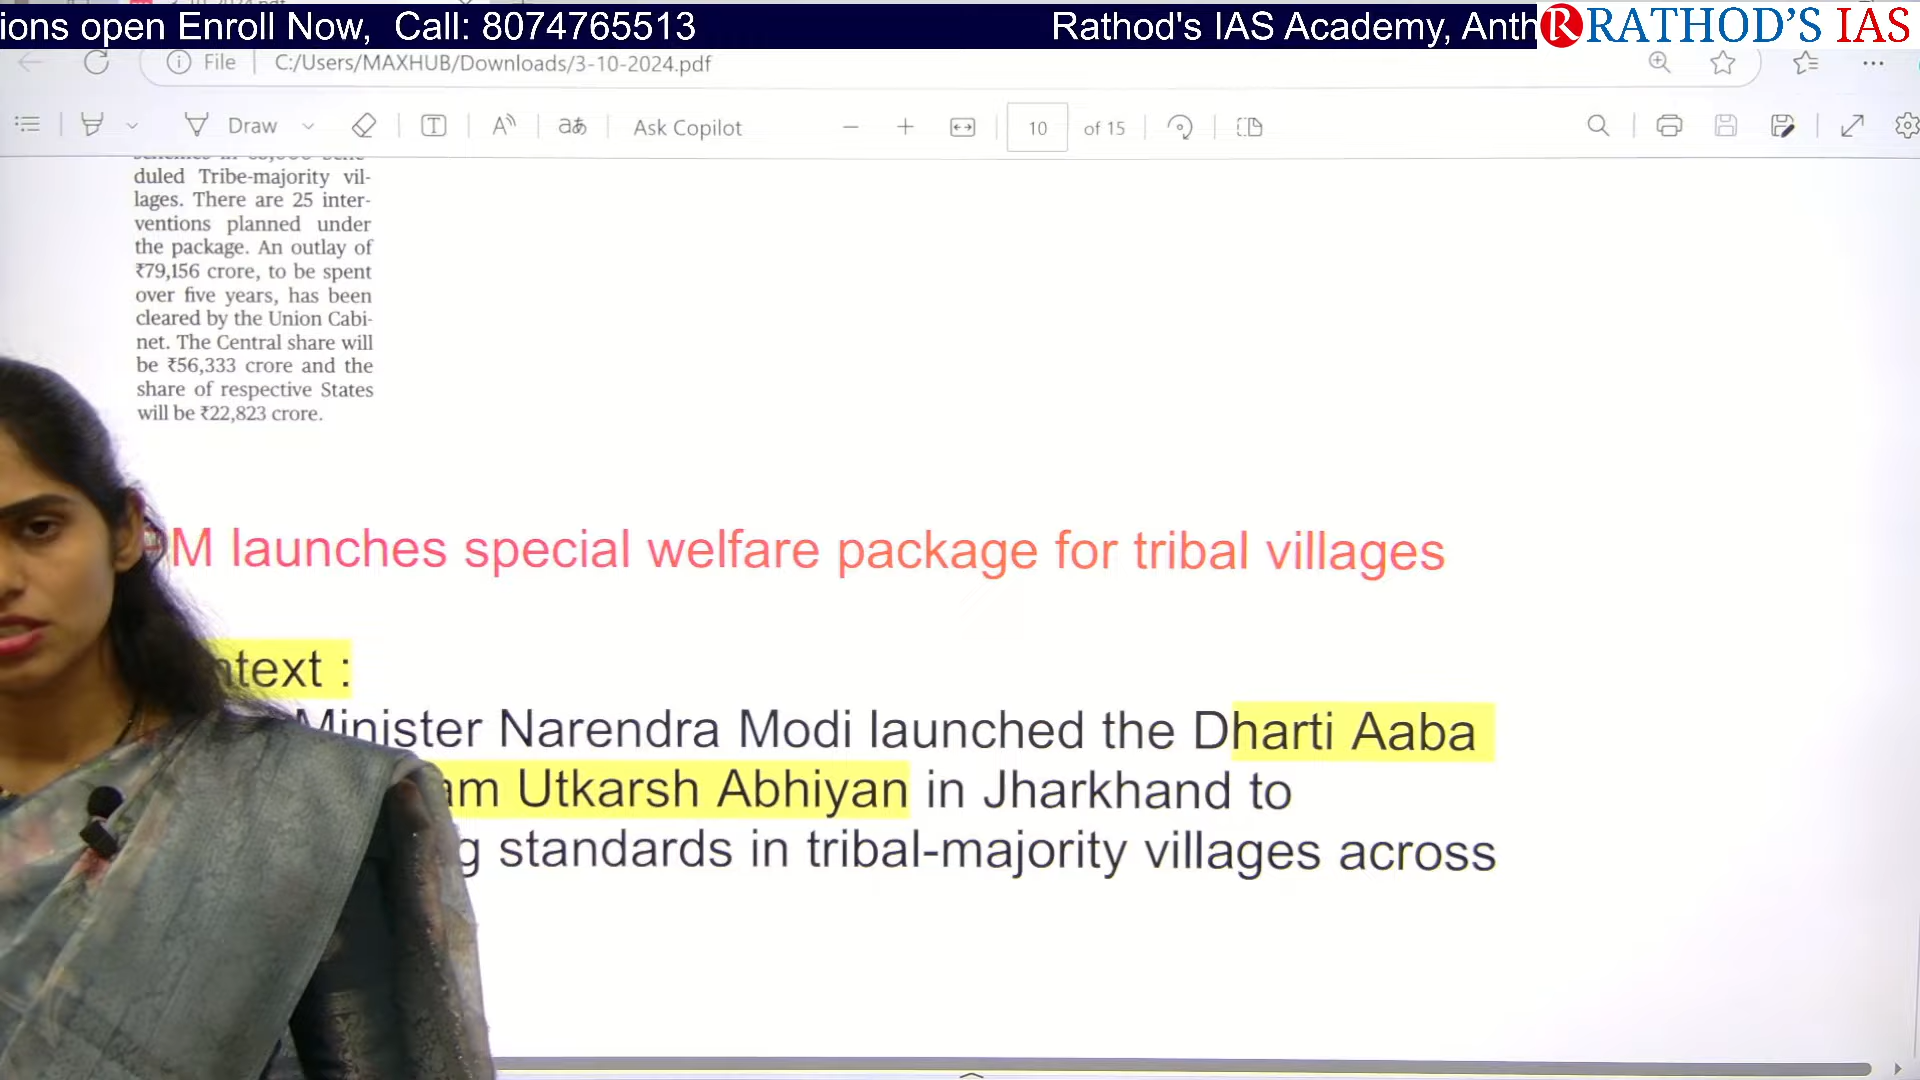 ions open Enroll Now, Call: 8074765513
Rathod's IAS Academy, Anth
RATHOD'S IAS
File
C:/Users/MAXHUB/Downloads/3-10-2024.pdf
Draw
Ask Copilot
10
of 15
duled Tribe-majority vil-
lages. There are 25 inter-
ventions planned under
the package. An outlay of
₹79,156 crore, to be spent
over five years, has been
cleared by the Union Cabi-
net. The Central share will
be ₹56,333 crore and the
share of respective States
will be ₹22,823 crore.
PM launches special welfare package for tribal villages
ntext :
Minister Narendra Modi launched the Dharti Aaba
am Utkarsh Abhiyan in Jharkhand to
g standards in tribal-majority villages across